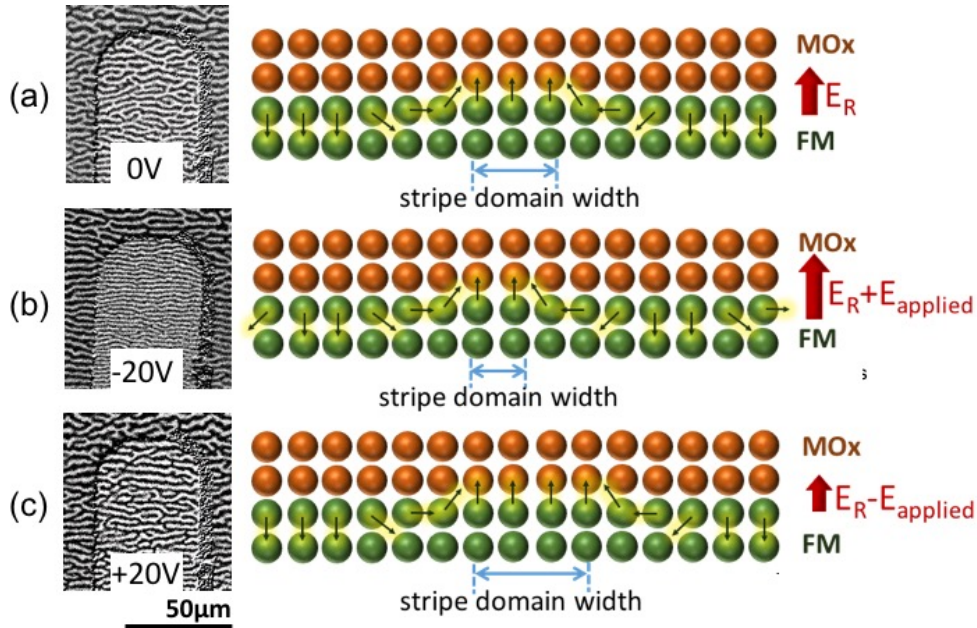 (a)
0V
MOx
E_R
FM
stripe domain width
(b)
-20V
MOx
E_R+E_applied
FM
s
stripe domain width
(c)
+20V
MOx
E_R-E_applied
FM
stripe domain width
50µm